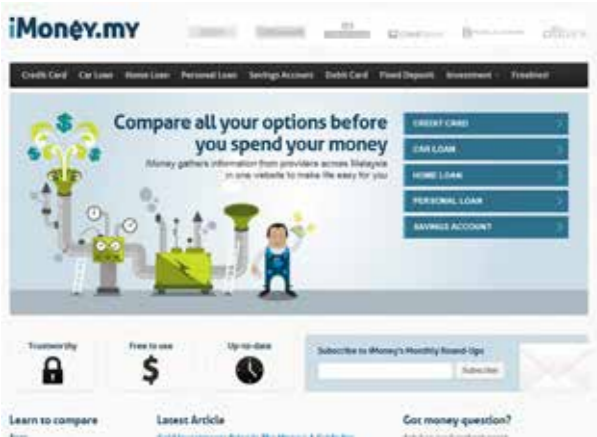 iMoney.my
Credit Card Car Loan Home Loan Personal Loan Savings Account Debit Card Fixed Deposit Investment
Compare all your options before
you spend your money
iMoney gathers information from providers across Malaysia
in one website to make life easy for you
CREDIT CARD
CAR LOAN
HOME LOAN
PERSONAL LOAN
SAVINGS ACCOUNT
Trustworthy
Free to use
Up-to-date
Subscribe to iMoney's Monthly Round-Ups
Subscribe
Learn to compare
Latest Article
Got money question?